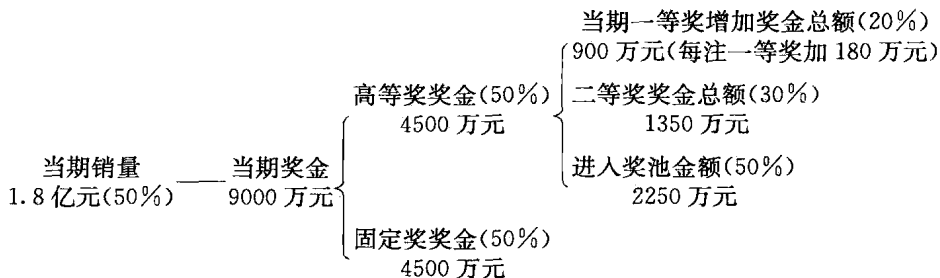 当期一等奖增加奖金总额(20%)
900 万元(每注一等奖加 180 万元)
高等奖奖金(50%)
4500 万元
二等奖奖金总额(30%)
1350 万元
当期销量
1.8 亿元(50%)
当期奖金
9000 万元
进入奖池金额(50%)
2250 万元
固定奖奖金(50%)
4500 万元